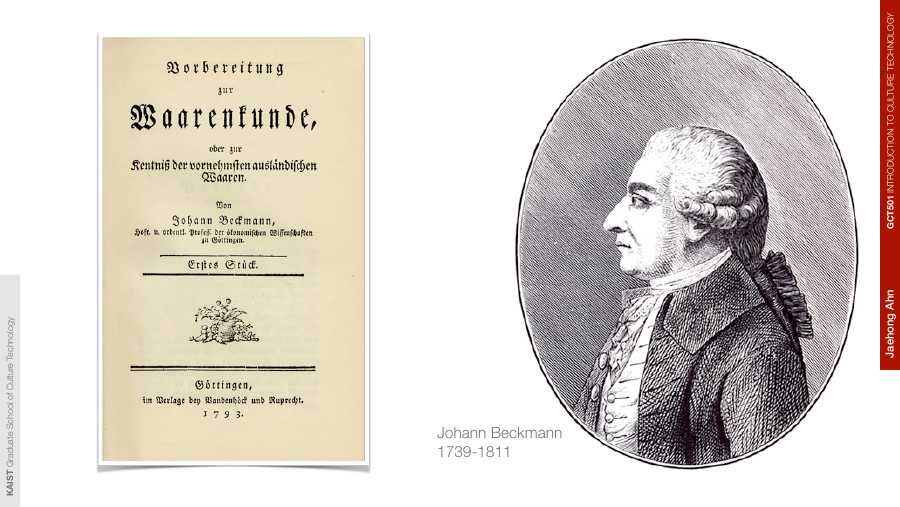 Vorbereitung
zur
Waarenkunde,
oder zur
Kentniß der vornehmsten ausländischen
Waaren.
Von
Johann Beckmann,
Hofr. u. ordentl. Profess. der ökonomischen Wissenschaften
zu Göttingen.
Erstes Stück.
Göttingen,
im Verlage bey Vandenhöck und Ruprecht.
1793.
Johann Beckmann
1739-1811
KAIST Graduate School of Culture Technology
GCT501 INTRODUCTION TO CULTURE TECHNOLOGY
Jaehong Ahn